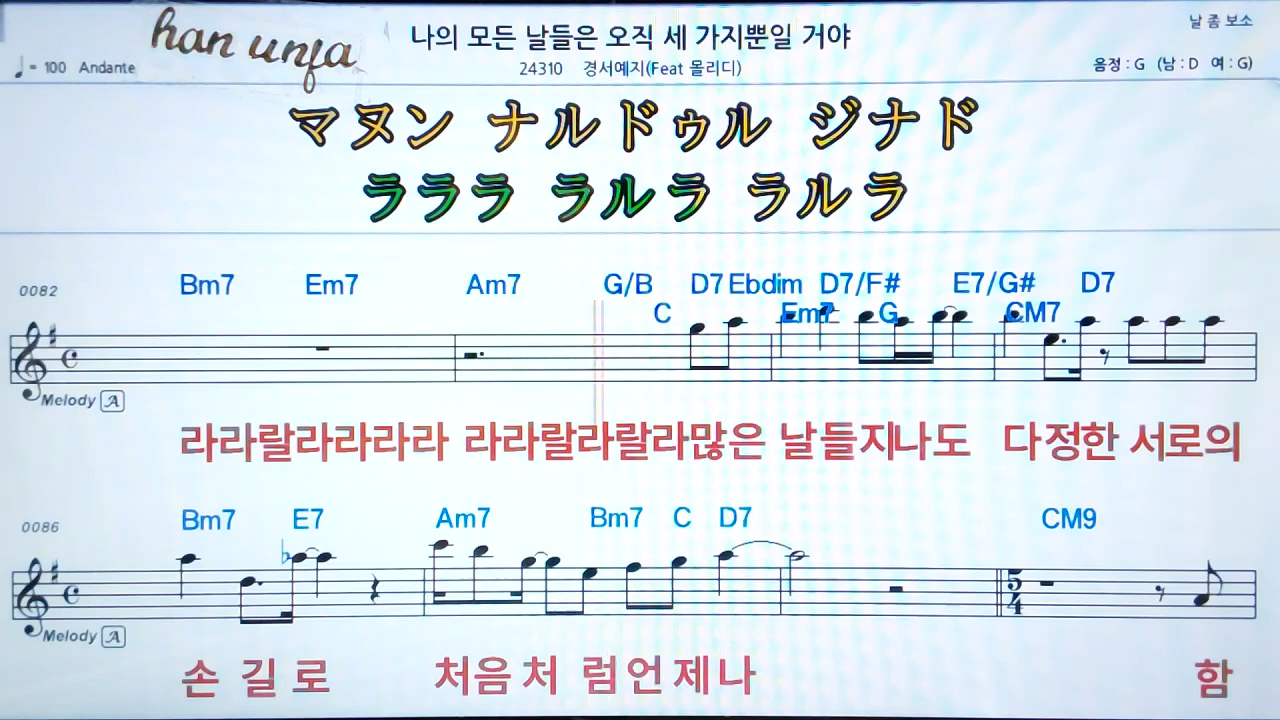 han unja
나의 모든 날들은 오직 세 가지뿐일 거야
날 좀 보소
♩= 100 Andante
24310 경서예지(Feat 몰리디)
음정 : G (남 : D 여 : G)
マヌン ナルドゥル ジナド
ラララ ラルラ ラルラ
0082
Bm7 Em7 Am7 G/B D7 Ebdim D7/F# E7/G# D7
C Em7 G CM7
Melody A
라라랄라라라라 라라랄라랄라많은 날들지나도 다정한 서로의
0086
Bm7 E7 Am7 Bm7 C D7 CM9
5
4
Melody A
손 길 로 처음 처 럼언제나 함